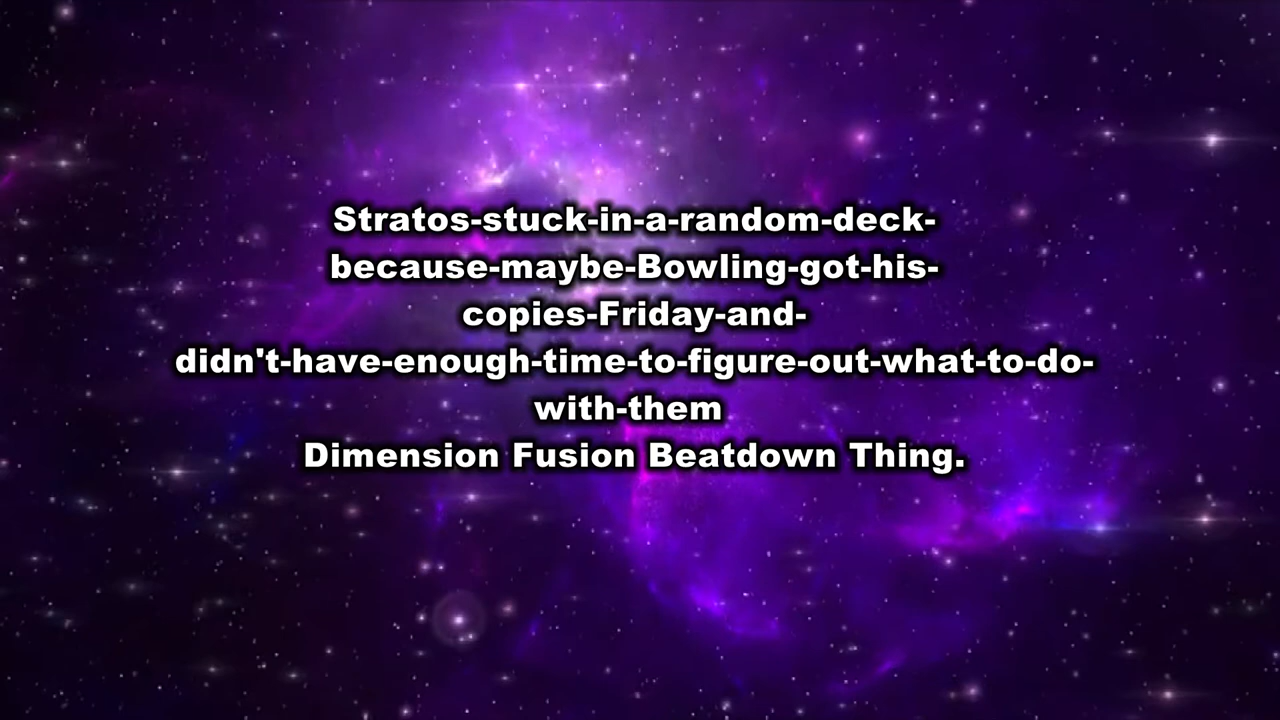 Stratos-stuck-in-a-random-deck-
because-maybe-Bowling-got-his-
copies-Friday-and-
didn't-have-enough-time-to-figure-out-what-to-do-
with-them
Dimension Fusion Beatdown Thing.